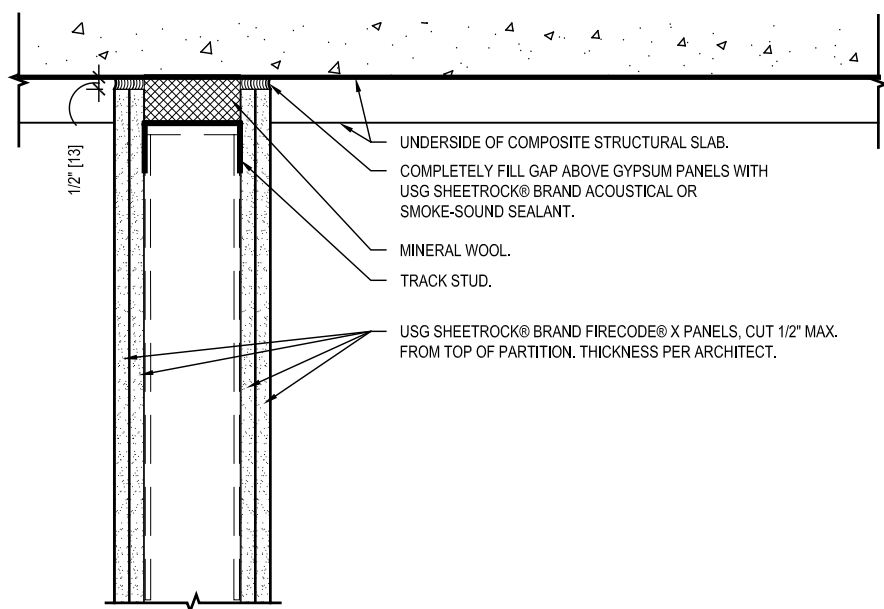 UNDERSIDE OF COMPOSITE STRUCTURAL SLAB.
COMPLETELY FILL GAP ABOVE GYPSUM PANELS WITH
USG SHEETROCK® BRAND ACOUSTICAL OR
SMOKE-SOUND SEALANT.
1/2" [13]
MINERAL WOOL.
TRACK STUD.
USG SHEETROCK® BRAND FIRECODE® X PANELS, CUT 1/2" MAX.
FROM TOP OF PARTITION. THICKNESS PER ARCHITECT.